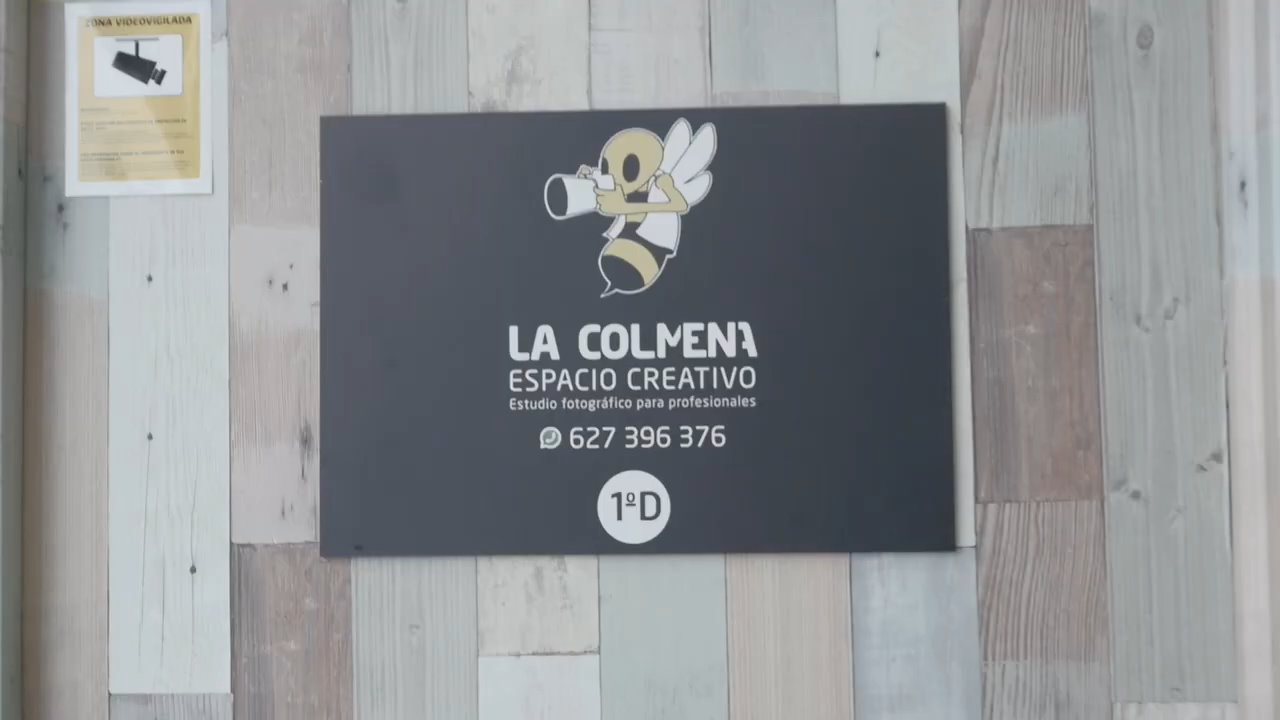 ZONA VIDEOVIGILADA
LA COLMENA
ESPACIO CREATIVO
Estudio fotográfico para profesionales
627 396 376
1ºD